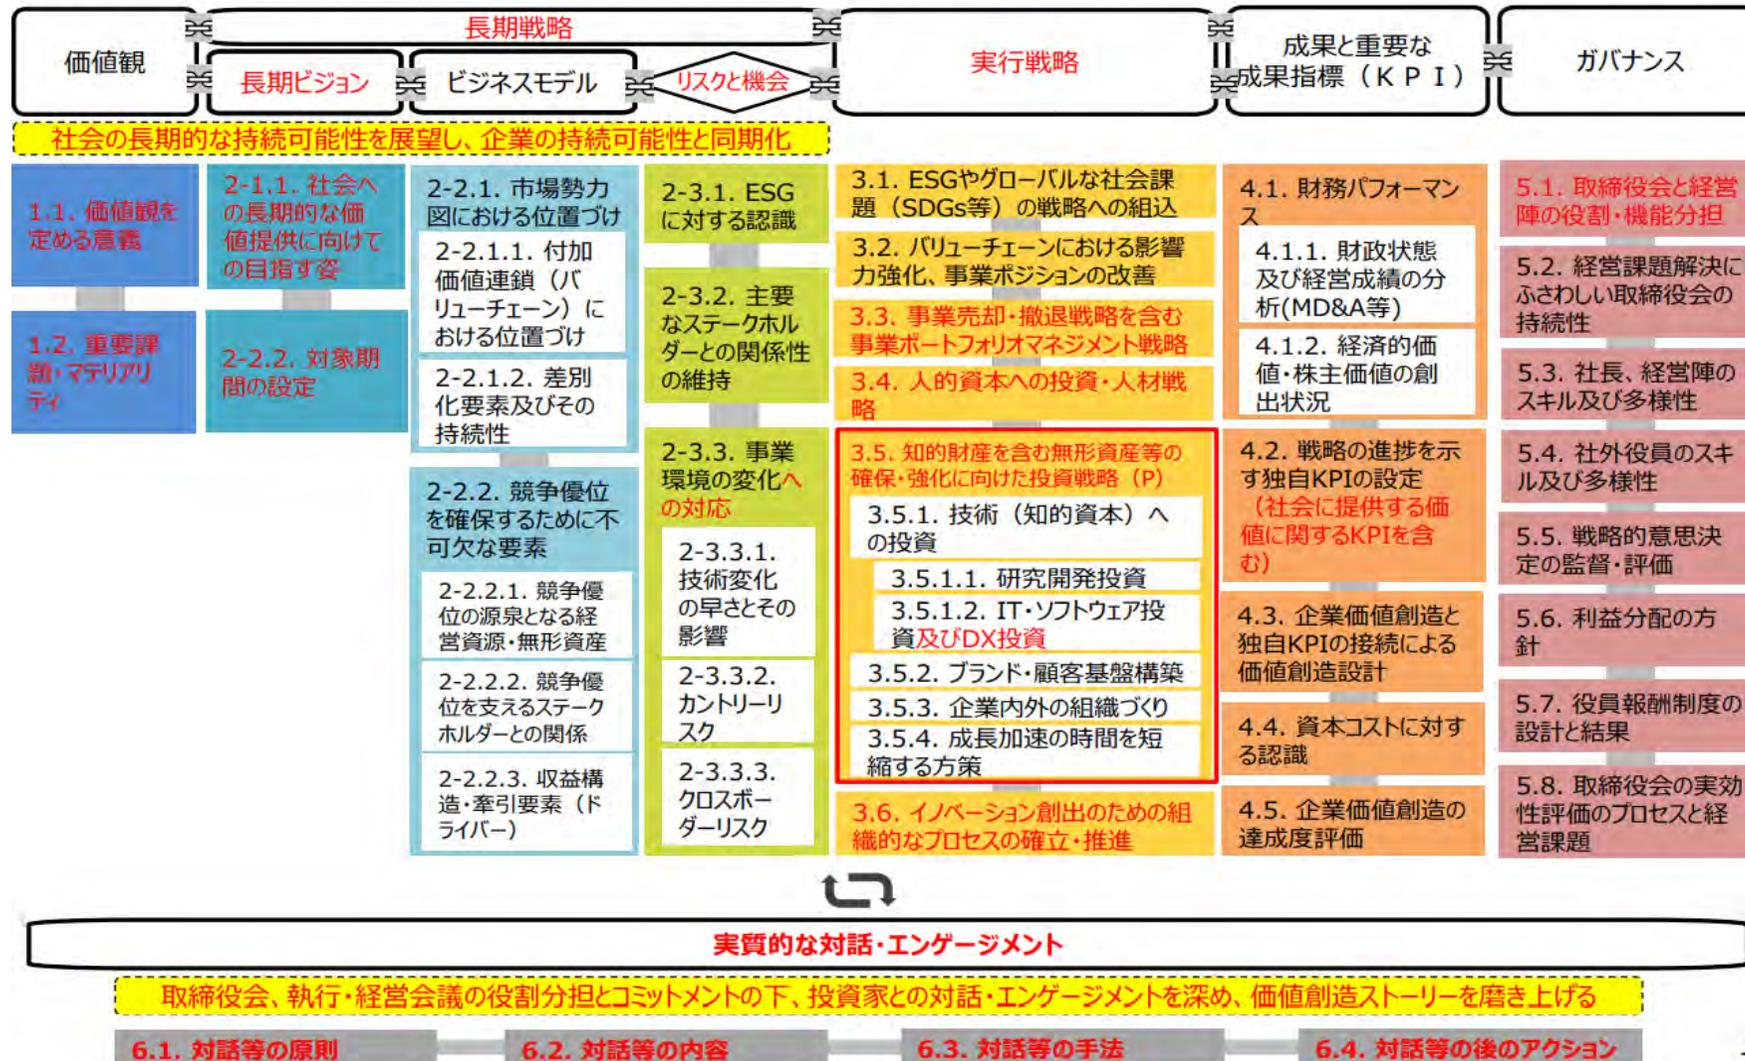 価値観
長期戦略
長期ビジョン
ビジネスモデル
リスクと機会
実行戦略
成果と重要な
成果指標（ＫＰＩ）
ガバナンス
社会の長期的な持続可能性を展望し、企業の持続可能性と同期化
1.1. 価値観を
定める意義
1.2. 重要課
題・マテリアリ
ティ
2-1.1. 社会へ
の長期的な価
値提供に向けて
の目指す姿
2-2.2. 対象期
間の設定
2-2.1. 市場勢力
図における位置づけ
2-2.1.1. 付加
価値連鎖（バ
リューチェーン）に
おける位置づけ
2-2.1.2. 差別
化要素及びその
持続性
2-2.2. 競争優位
を確保するために不
可欠な要素
2-2.2.1. 競争優
位の源泉となる経
営資源・無形資産
2-2.2.2. 競争優
位を支えるステーク
ホルダーとの関係
2-2.2.3. 収益構
造・牽引要素（ド
ライバー）
2-3.1. ESG
に対する認識
2-3.2. 主要
なステークホル
ダーとの関係性
の維持
2-3.3. 事業
環境の変化へ
の対応
2-3.3.1.
技術変化
の早さとその
影響
2-3.3.2.
カントリーリ
スク
2-3.3.3.
クロスボー
ダーリスク
3.1. ESGやグローバルな社会課
題（SDGs等）の戦略への組込
3.2. バリューチェーンにおける影響
力強化、事業ポジションの改善
3.3. 事業売却・撤退戦略を含む
事業ポートフォリオマネジメント戦略
3.4. 人的資本への投資・人材戦
略
3.5. 知的財産を含む無形資産等の
確保・強化に向けた投資戦略（P）
3.5.1. 技術（知的資本）へ
の投資
3.5.1.1. 研究開発投資
3.5.1.2. IT・ソフトウェア投
資及びDX投資
3.5.2. ブランド・顧客基盤構築
3.5.3. 企業内外の組織づくり
3.5.4. 成長加速の時間を短
縮する方策
3.6. イノベーション創出のための組
織的なプロセスの確立・推進
4.1. 財務パフォーマン
ス
4.1.1. 財政状態
及び経営成績の分
析(MD&A等)
4.1.2. 経済的価
値・株主価値の創
出状況
4.2. 戦略の進捗を示
す独自KPIの設定
（社会に提供する価
値に関するKPIを含
む）
4.3. 企業価値創造と
独自KPIの接続による
価値創造設計
4.4. 資本コストに対す
る認識
4.5. 企業価値創造の
達成度評価
5.1. 取締役会と経営
陣の役割・機能分担
5.2. 経営課題解決に
ふさわしい取締役会の
持続性
5.3. 社長、経営陣の
スキル及び多様性
5.4. 社外役員のスキ
ル及び多様性
5.5. 戦略的意思決
定の監督・評価
5.6. 利益分配の方
針
5.7. 役員報酬制度の
設計と結果
5.8. 取締役会の実効
性評価のプロセスと経
営課題
実質的な対話・エンゲージメント
取締役会、執行・経営会議の役割分担とコミットメントの下、投資家との対話・エンゲージメントを深め、価値創造ストーリーを磨き上げる
6.1. 対話等の原則
6.2. 対話等の内容
6.3. 対話等の手法
6.4. 対話等の後のアクション